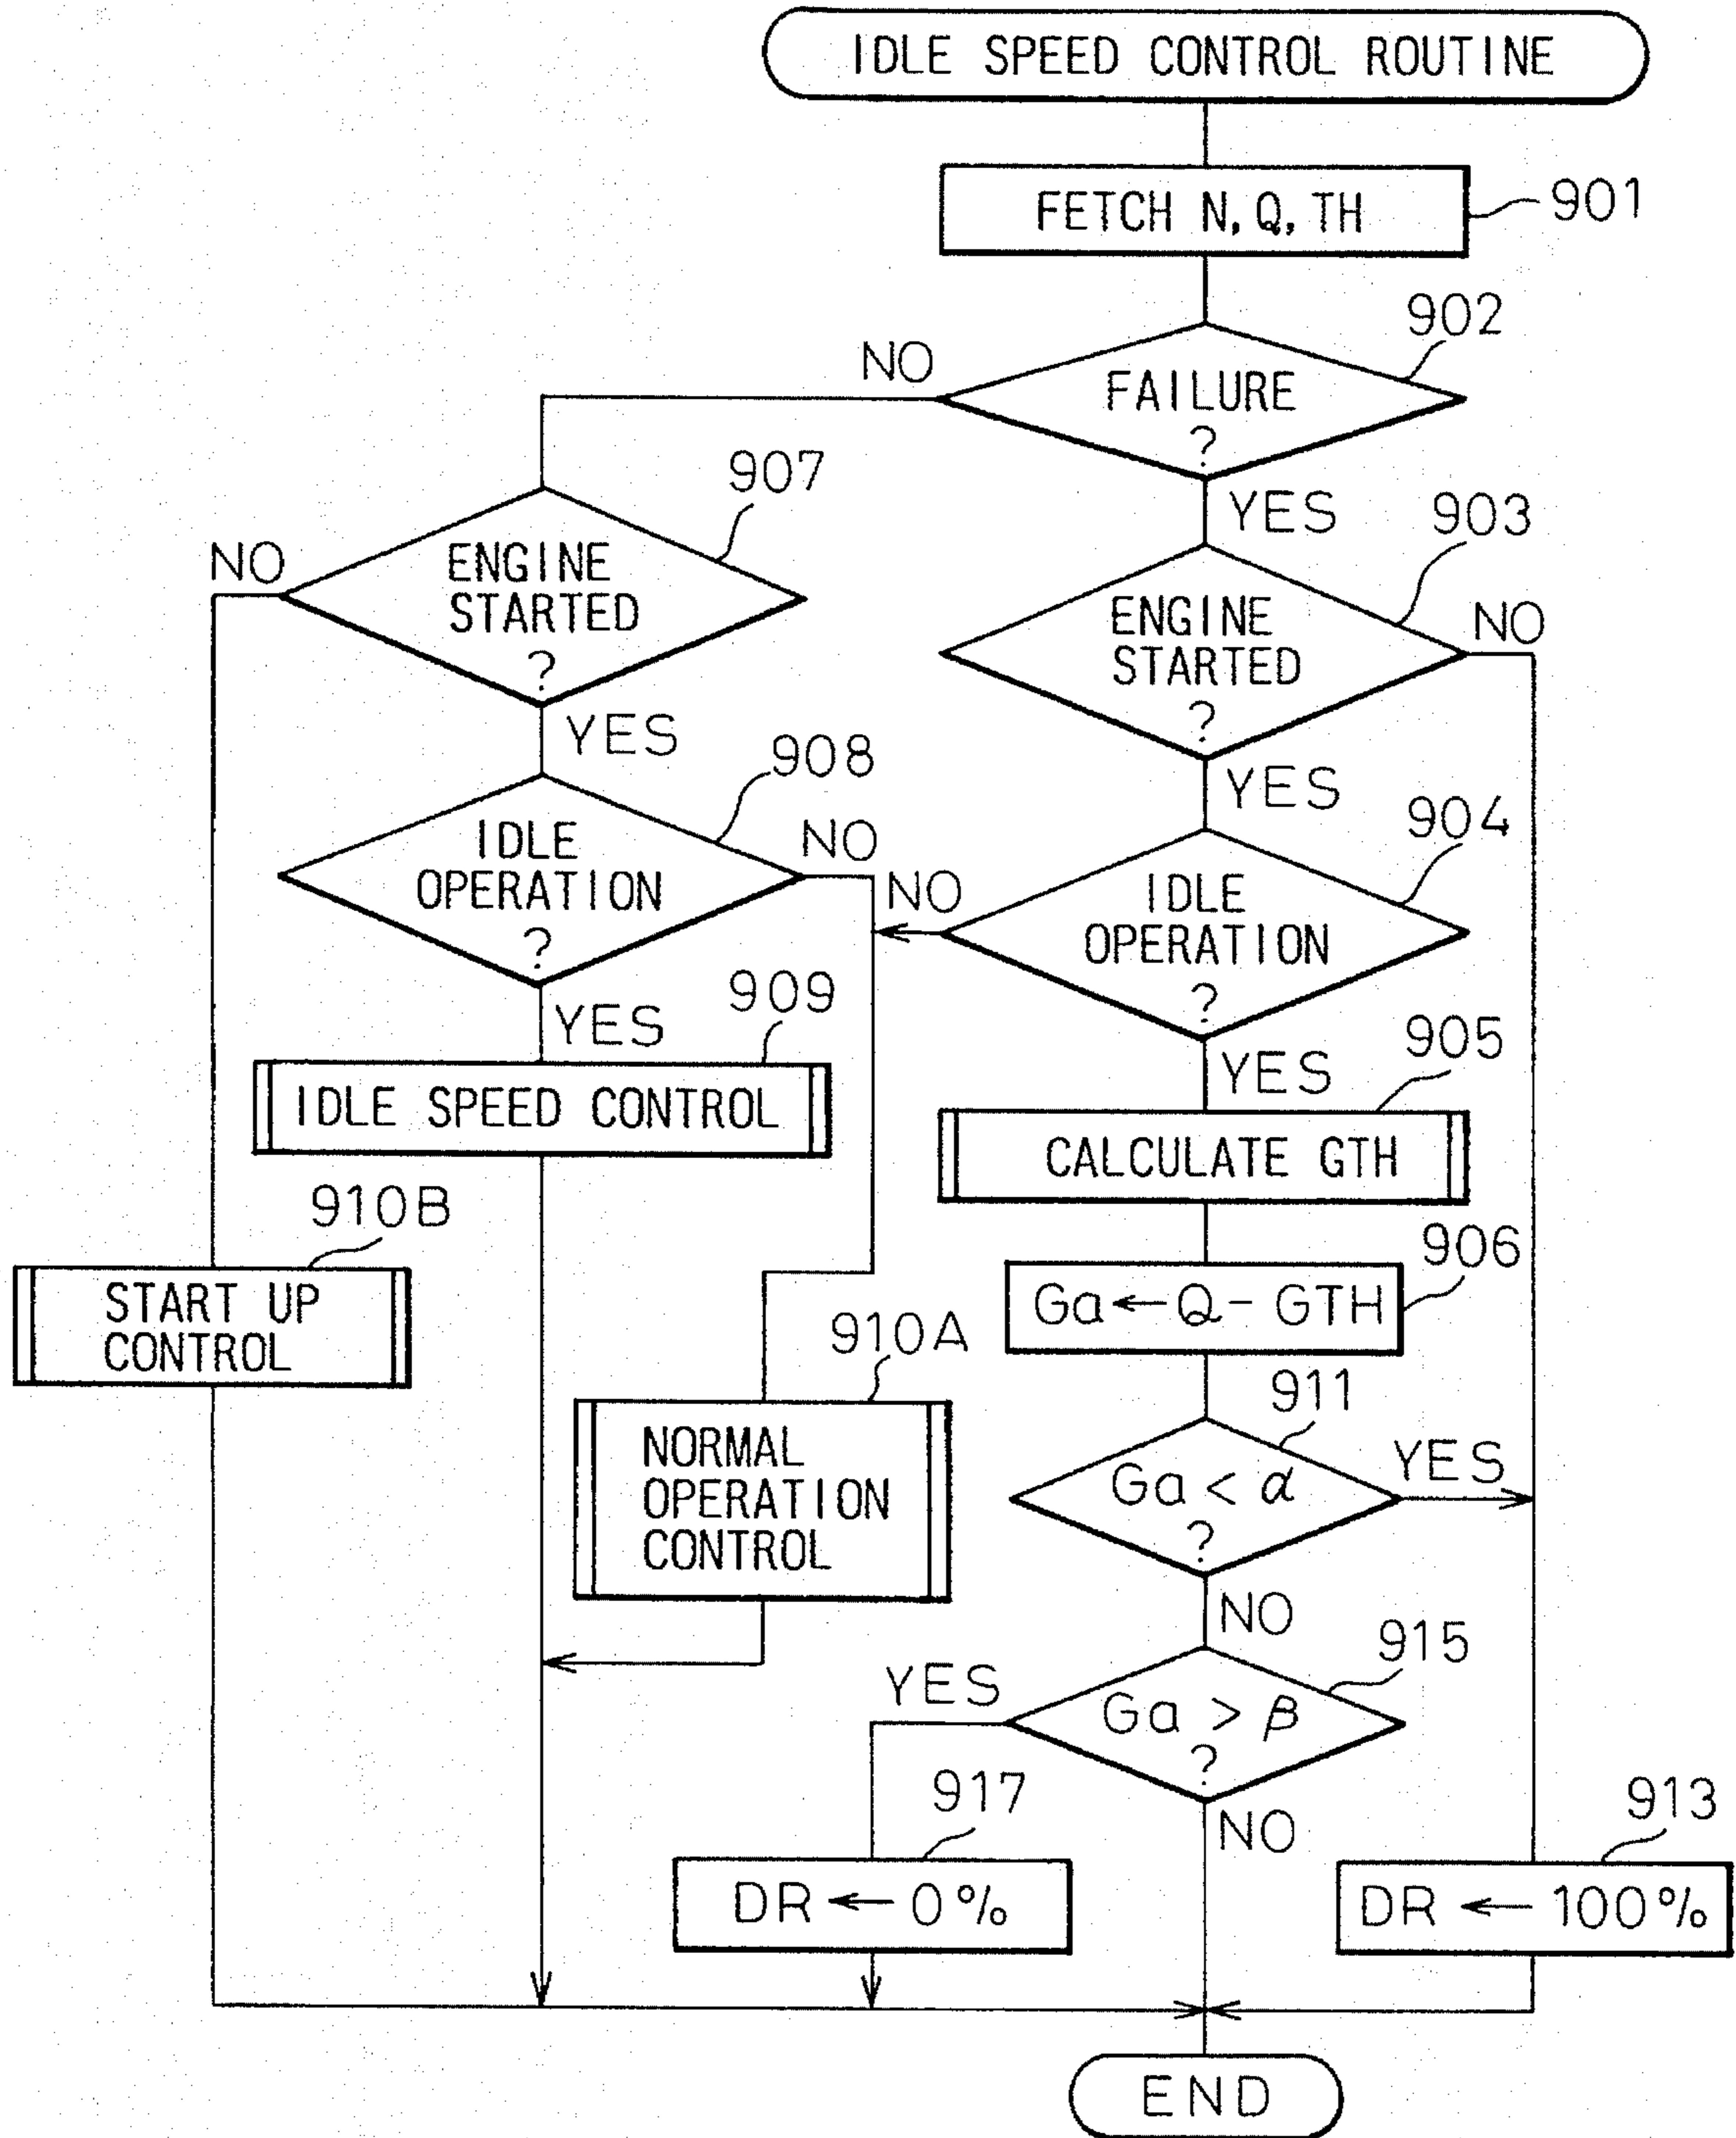 IDLE SPEED CONTROL ROUTINE
FETCH N, Q, TH
901
902
NO
FAILURE
?
YES
907
903
NO
ENGINE
STARTED
?
ENGINE
STARTED
?
NO
YES
YES
908
904
IDLE
OPERATION
?
NO
NO
IDLE
OPERATION
?
909
YES
905
YES
IDLE SPEED CONTROL
CALCULATE GTH
910B
906
START UP
CONTROL
Ga ← Q - GTH
910A
911
NORMAL
OPERATION
CONTROL
Ga < α
?
YES
NO
915
YES
Ga > β
?
917
NO
913
DR ← 0%
DR ← 100%
END